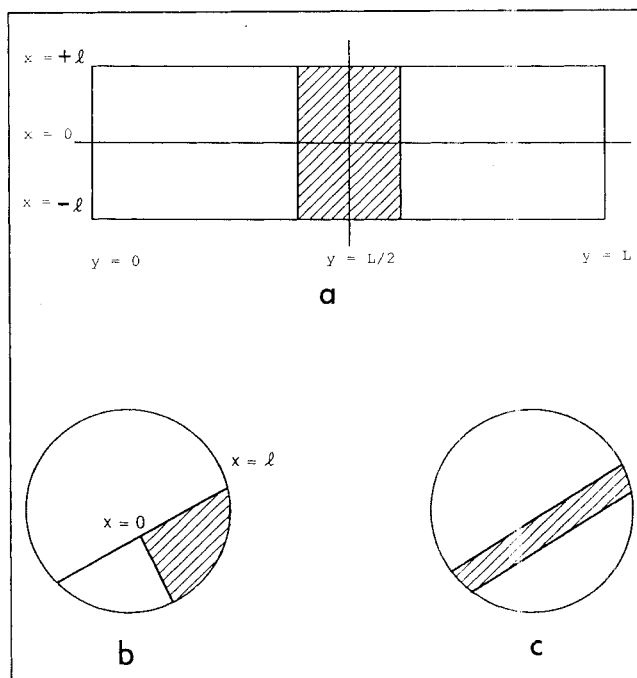 x = +ℓ
x = 0
x = -ℓ
y = 0
y = L/2
y = L
a
x = ℓ
x = 0
b
c